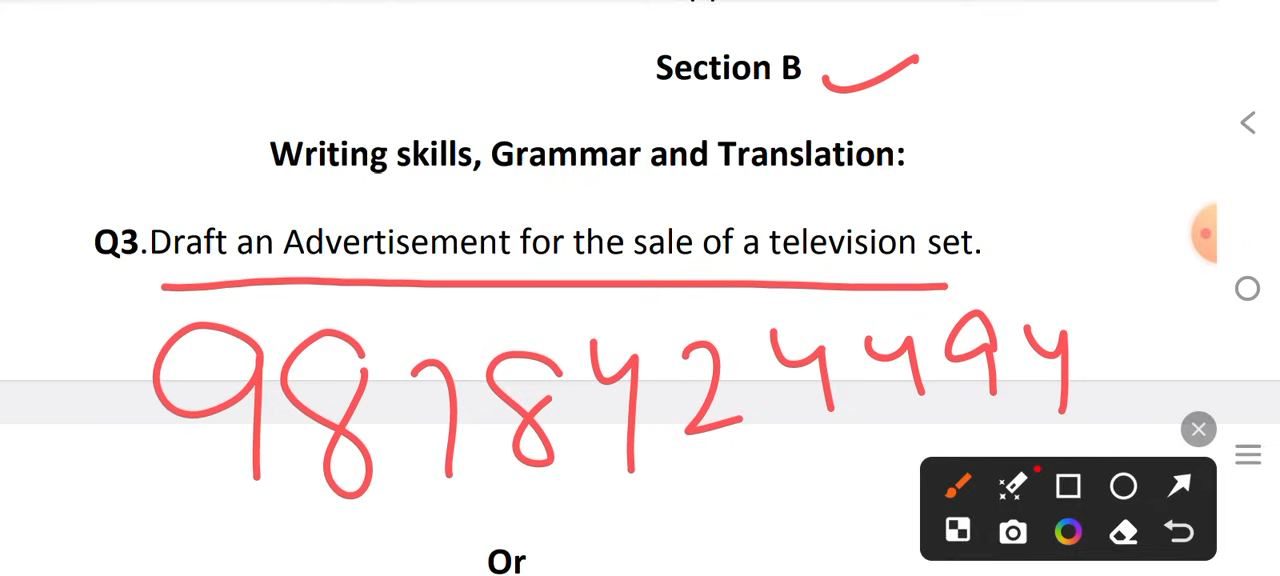 Section B
Writing skills, Grammar and Translation:
Q3.Draft an Advertisement for the sale of a television set.
9878424494
Or